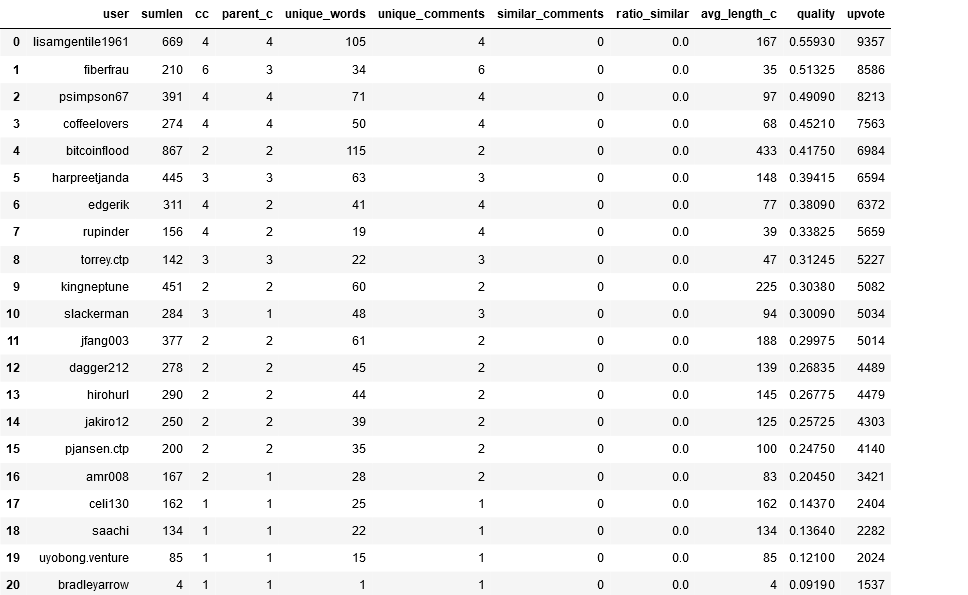 user sumlen cc parent_c unique_words unique_comments similar_comments ratio_similar avg_length_c quality upvote
0 lisamgentile1961 669 4 4 105 4 0 0.0 167 0.55930 9357
1 fiberfrau 210 6 3 34 6 0 0.0 35 0.51325 8586
2 psimpson67 391 4 4 71 4 0 0.0 97 0.49090 8213
3 coffeelovers 274 4 4 50 4 0 0.0 68 0.45210 7563
4 bitcoinflood 867 2 2 115 2 0 0.0 433 0.41750 6984
5 harpreetjanda 445 3 3 63 3 0 0.0 148 0.39415 6594
6 edgerik 311 4 2 41 4 0 0.0 77 0.38090 6372
7 rupinder 156 4 2 19 4 0 0.0 39 0.33825 5659
8 torrey.ctp 142 3 3 22 3 0 0.0 47 0.31245 5227
9 kingneptune 451 2 2 60 2 0 0.0 225 0.30380 5082
10 slackerman 284 3 1 48 3 0 0.0 94 0.30090 5034
11 jfang003 377 2 2 61 2 0 0.0 188 0.29975 5014
12 dagger212 278 2 2 45 2 0 0.0 139 0.26835 4489
13 hirohurl 290 2 2 44 2 0 0.0 145 0.26775 4479
14 jakiro12 250 2 2 39 2 0 0.0 125 0.25725 4303
15 pjansen.ctp 200 2 2 35 2 0 0.0 100 0.24750 4140
16 amr008 167 2 1 28 2 0 0.0 83 0.20450 3421
17 celi130 162 1 1 25 1 0 0.0 162 0.14370 2404
18 saachi 134 1 1 22 1 0 0.0 134 0.13640 2282
19 uyobong.venture 85 1 1 15 1 0 0.0 85 0.12100 2024
20 bradleyarrow 4 1 1 1 1 0 0.0 4 0.09190 1537